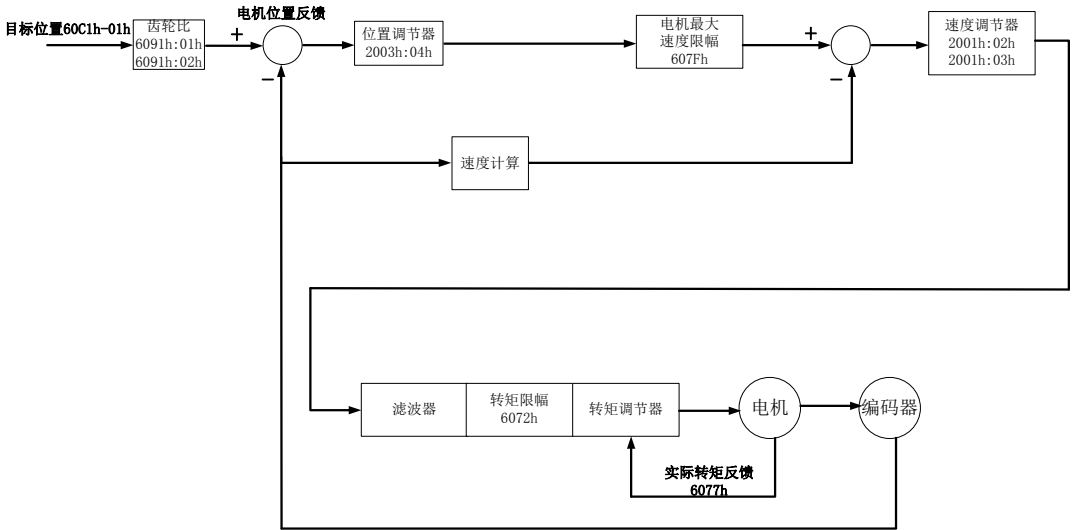 目标位置60C1h-01h
齿轮比
6091h:01h
6091h:02h
+
电机位置反馈
−
位置调节器
2003h:04h
电机最大
速度限幅
607Fh
+
−
速度调节器
2001h:02h
2001h:03h
速度计算
滤波器
转矩限幅
6072h
转矩调节器
电机
编码器
实际转矩反馈
6077h